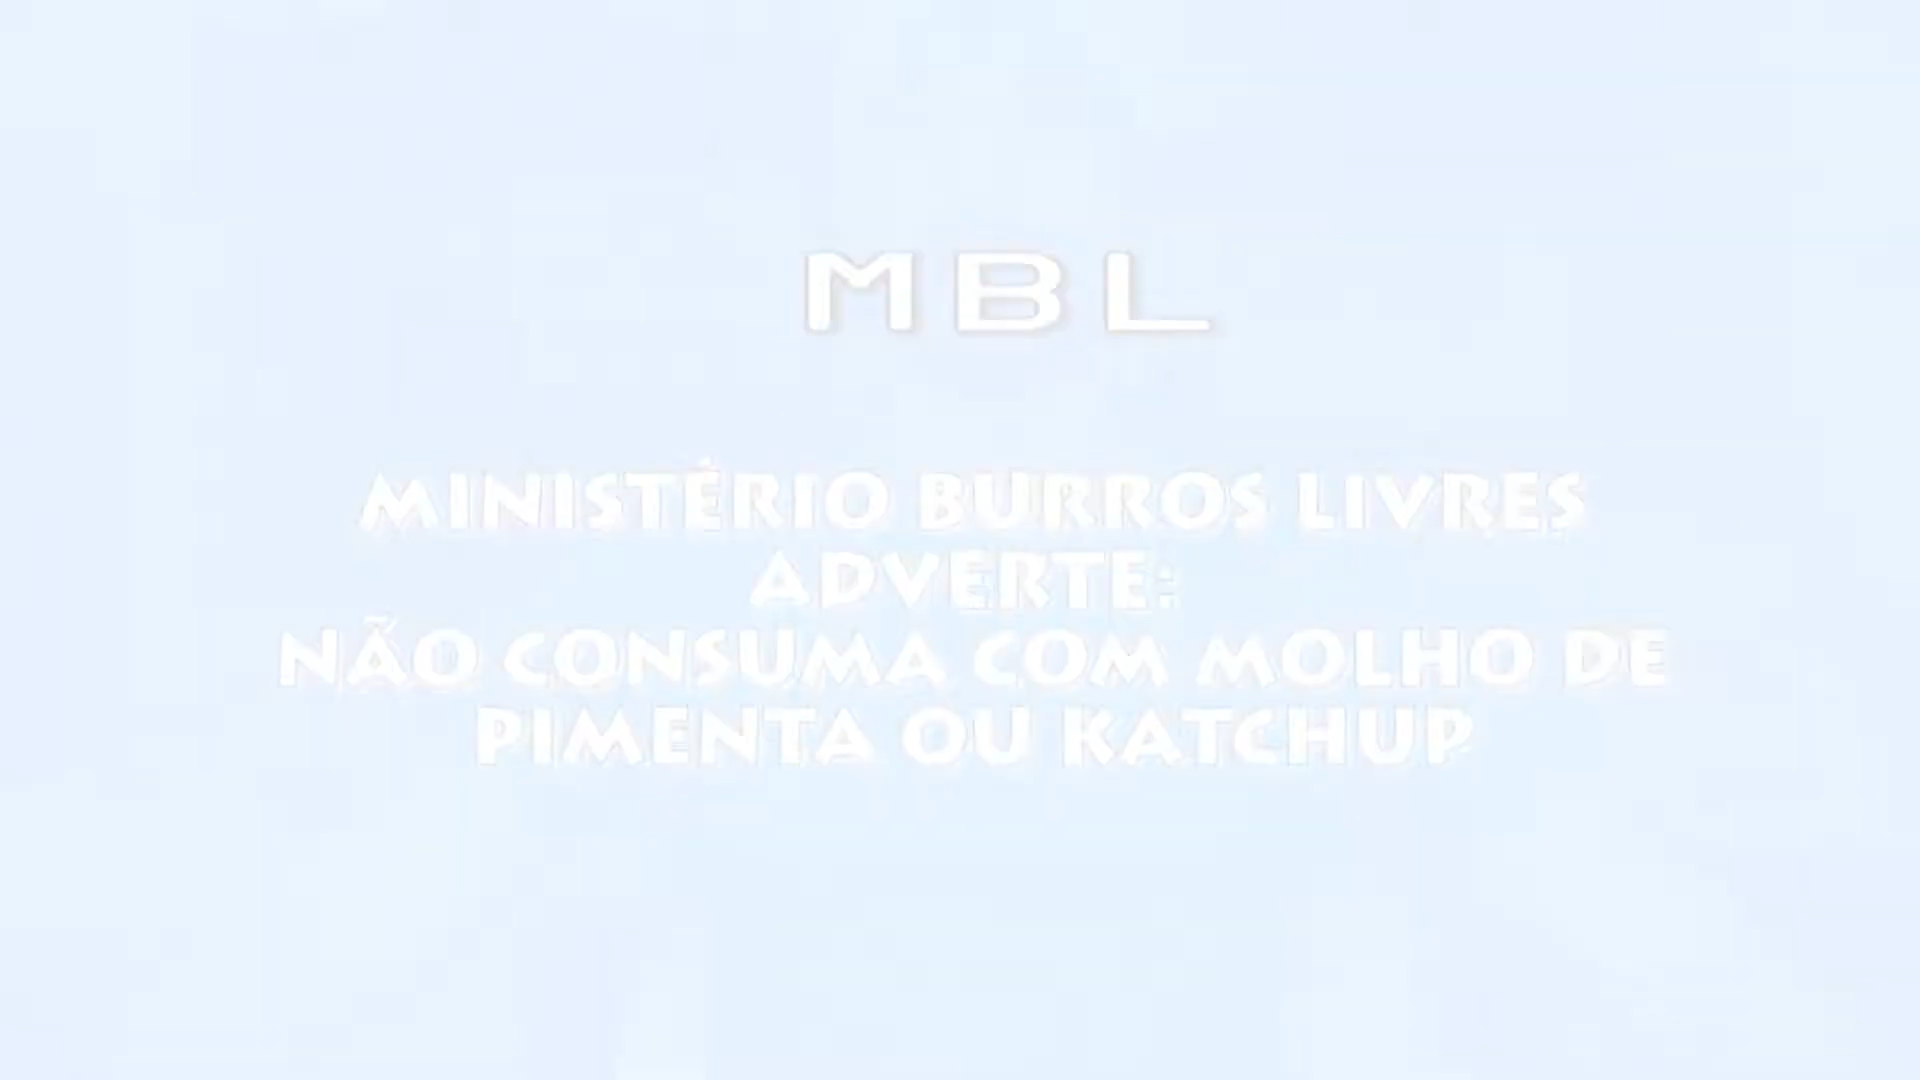 MBL
MINISTÉRIO BURROS LIVRES
ADVERTE:
NÃO CONSUMA COM MOLHO DE
PIMENTA OU KATCHUP